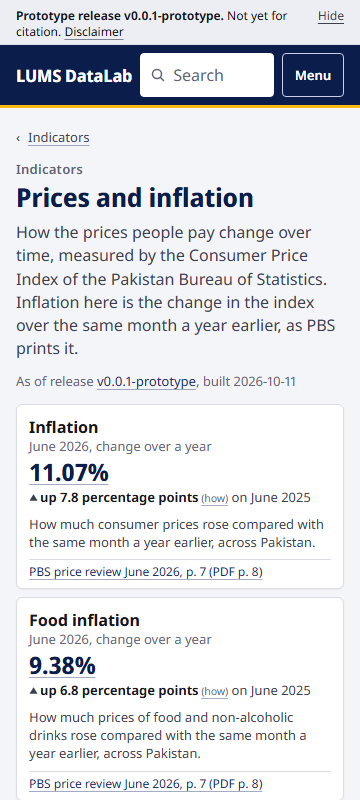 Prototype release v0.0.1-prototype. Not yet for
citation. Disclaimer
Hide
LUMS DataLab
Search
Menu
‹ Indicators
Indicators
Prices and inflation
How the prices people pay change over
time, measured by the Consumer Price
Index of the Pakistan Bureau of Statistics.
Inflation here is the change in the index
over the same month a year earlier, as PBS
prints it.
As of release v0.0.1-prototype, built 2026-10-11
Inflation
June 2026, change over a year
11.07%
▲ up 7.8 percentage points (how) on June 2025
How much consumer prices rose compared with
the same month a year earlier, across Pakistan.
PBS price review June 2026, p. 7 (PDF p. 8)
Food inflation
June 2026, change over a year
9.38%
▲ up 6.8 percentage points (how) on June 2025
How much prices of food and non-alcoholic
drinks rose compared with the same month a
year earlier, across Pakistan.
PBS price review June 2026, p. 7 (PDF p. 8)